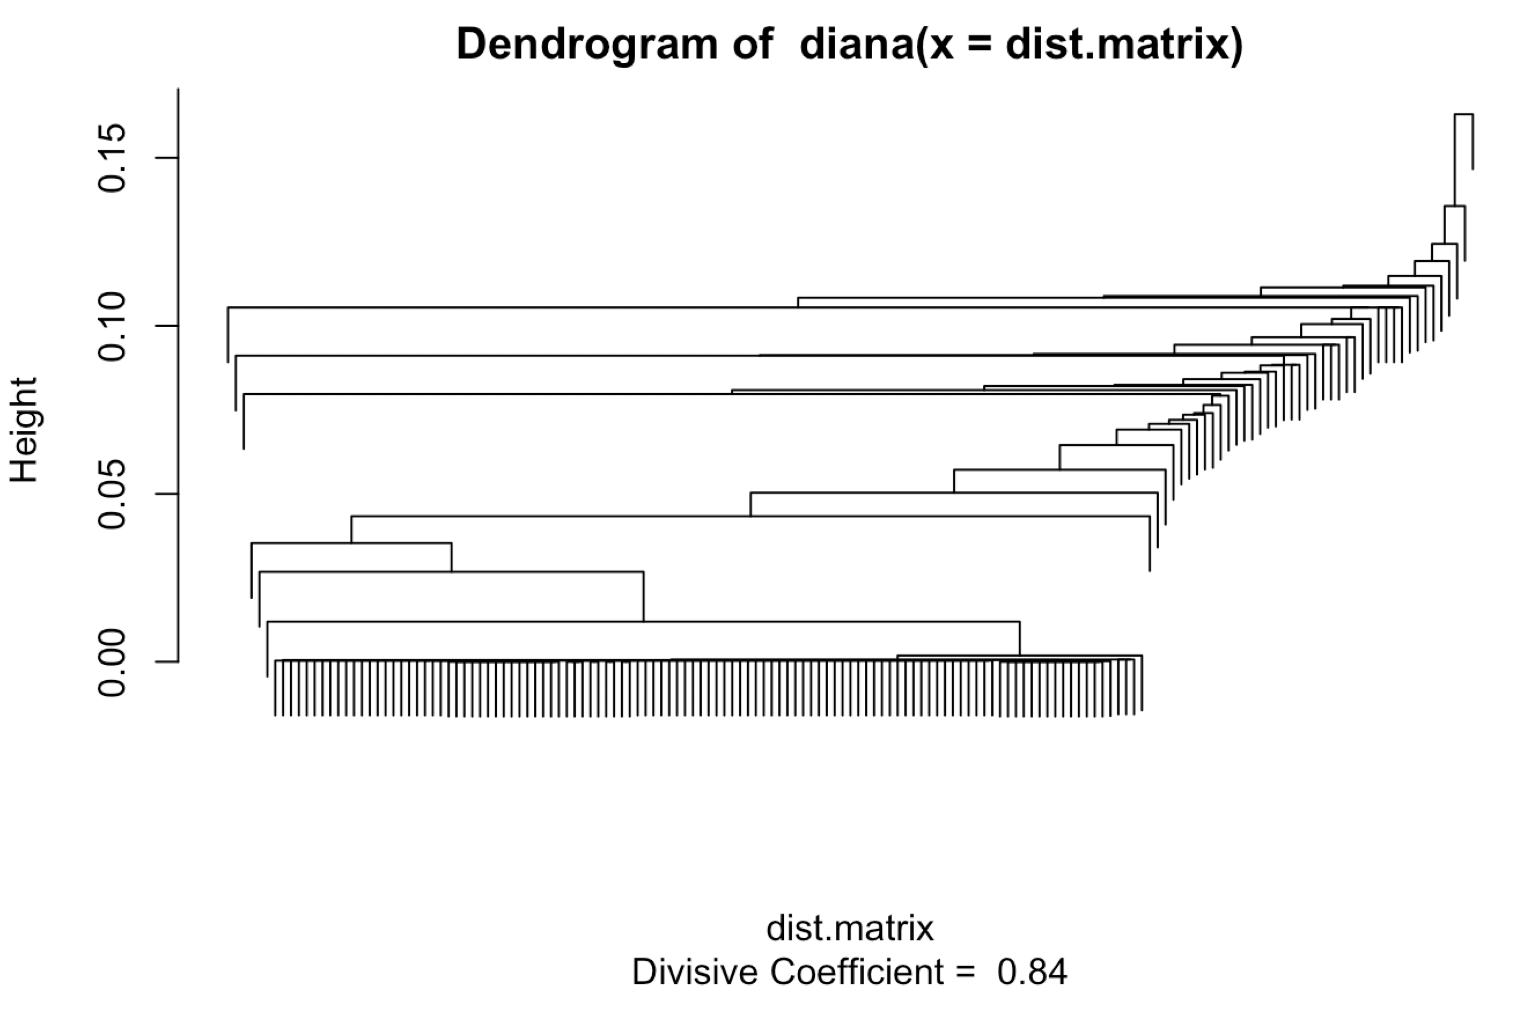 Dendrogram of  diana(x = dist.matrix)
Height
0.15
0.10
0.05
0.00
dist.matrix
Divisive Coefficient =  0.84